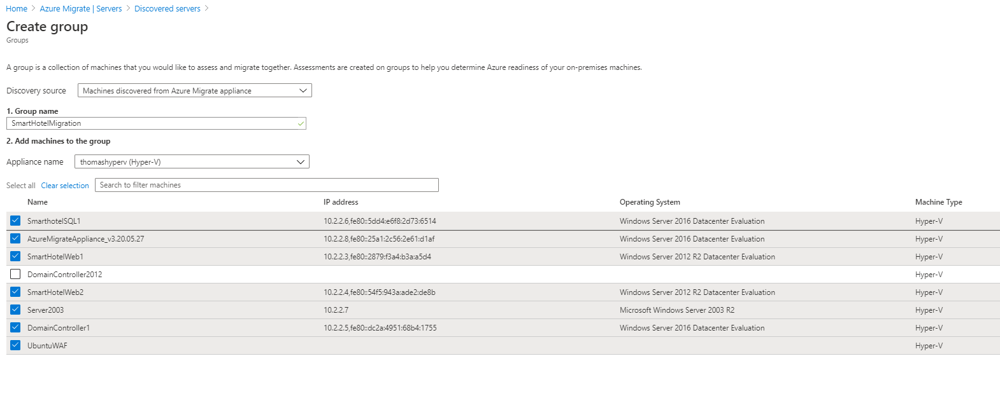 Home > Azure Migrate | Servers > Discovered servers >
Create group
Groups
A group is a collection of machines that you would like to assess and migrate together. Assessments are created on groups to help you determine Azure readiness of your on-premises machines.
Discovery source Machines discovered from Azure Migrate appliance
1. Group name
SmartHotelMigration
2. Add machines to the group
Appliance name thomashyperv (Hyper-V)
Select all Clear selection Search to filter machines
Name IP address Operating System Machine Type
SmarthotelSQL1 10.2.2.6,fe80::5dd4:e6f8:2d73:6514 Windows Server 2016 Datacenter Evaluation Hyper-V
AzureMigrateAppliance_v3.20.05.27 10.2.2.8,fe80::25a1:2c56:2e61:d1af Windows Server 2016 Datacenter Evaluation Hyper-V
SmartHotelWeb1 10.2.2.3,fe80::2879:f3a4:b3a:a5d4 Windows Server 2012 R2 Datacenter Evaluation Hyper-V
DomainController2012 Hyper-V
SmartHotelWeb2 10.2.2.4,fe80::54f5:943a:ade2:de8b Windows Server 2012 R2 Datacenter Evaluation Hyper-V
Server2003 10.2.2.7 Microsoft Windows Server 2003 R2 Hyper-V
DomainController1 10.2.2.5,fe80::dc2a:4951:68b4:1755 Windows Server 2016 Datacenter Evaluation Hyper-V
UbuntuWAF Hyper-V